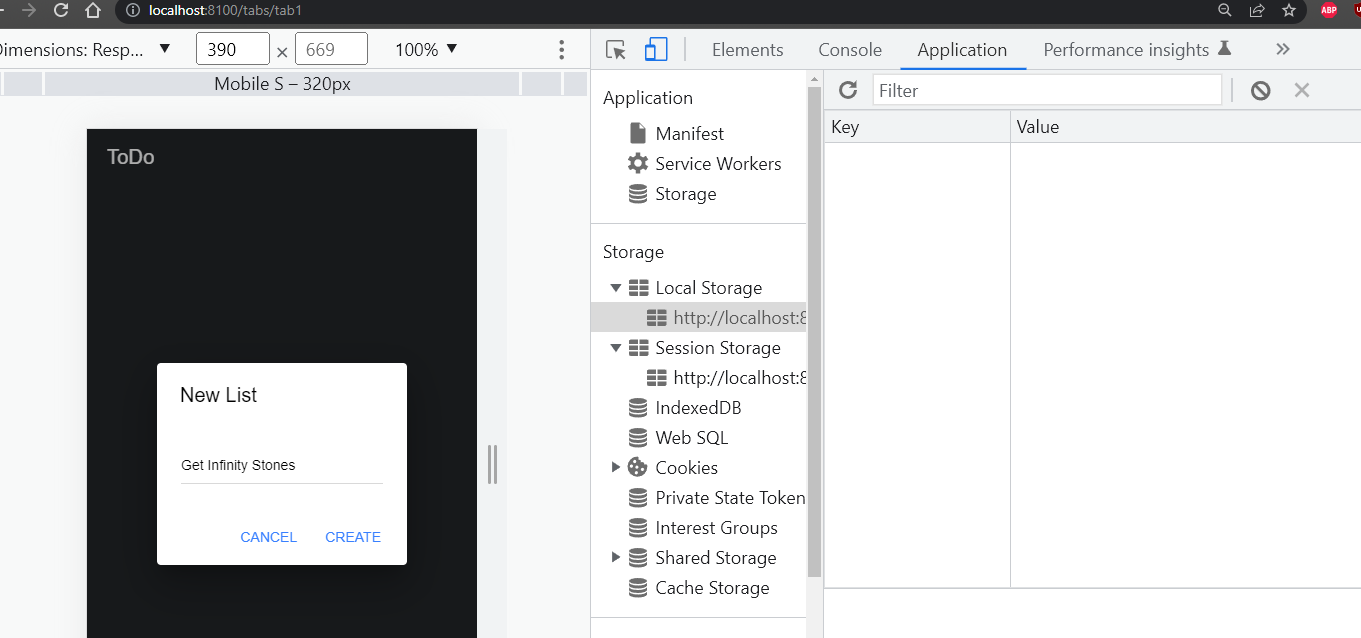 localhost:8100/tabs/tab1
ABP
Dimensions: Resp... ▼ 390 × 669 100% ▼
Elements Console Application Performance insights
Mobile S – 320px
Filter
Application
Key Value
Manifest
Service Workers
Storage
Storage
Local Storage
http://localhost:8
Session Storage
http://localhost:8
IndexedDB
Web SQL
Cookies
Private State Token
Interest Groups
Shared Storage
Cache Storage
ToDo
New List
Get Infinity Stones
CANCEL CREATE